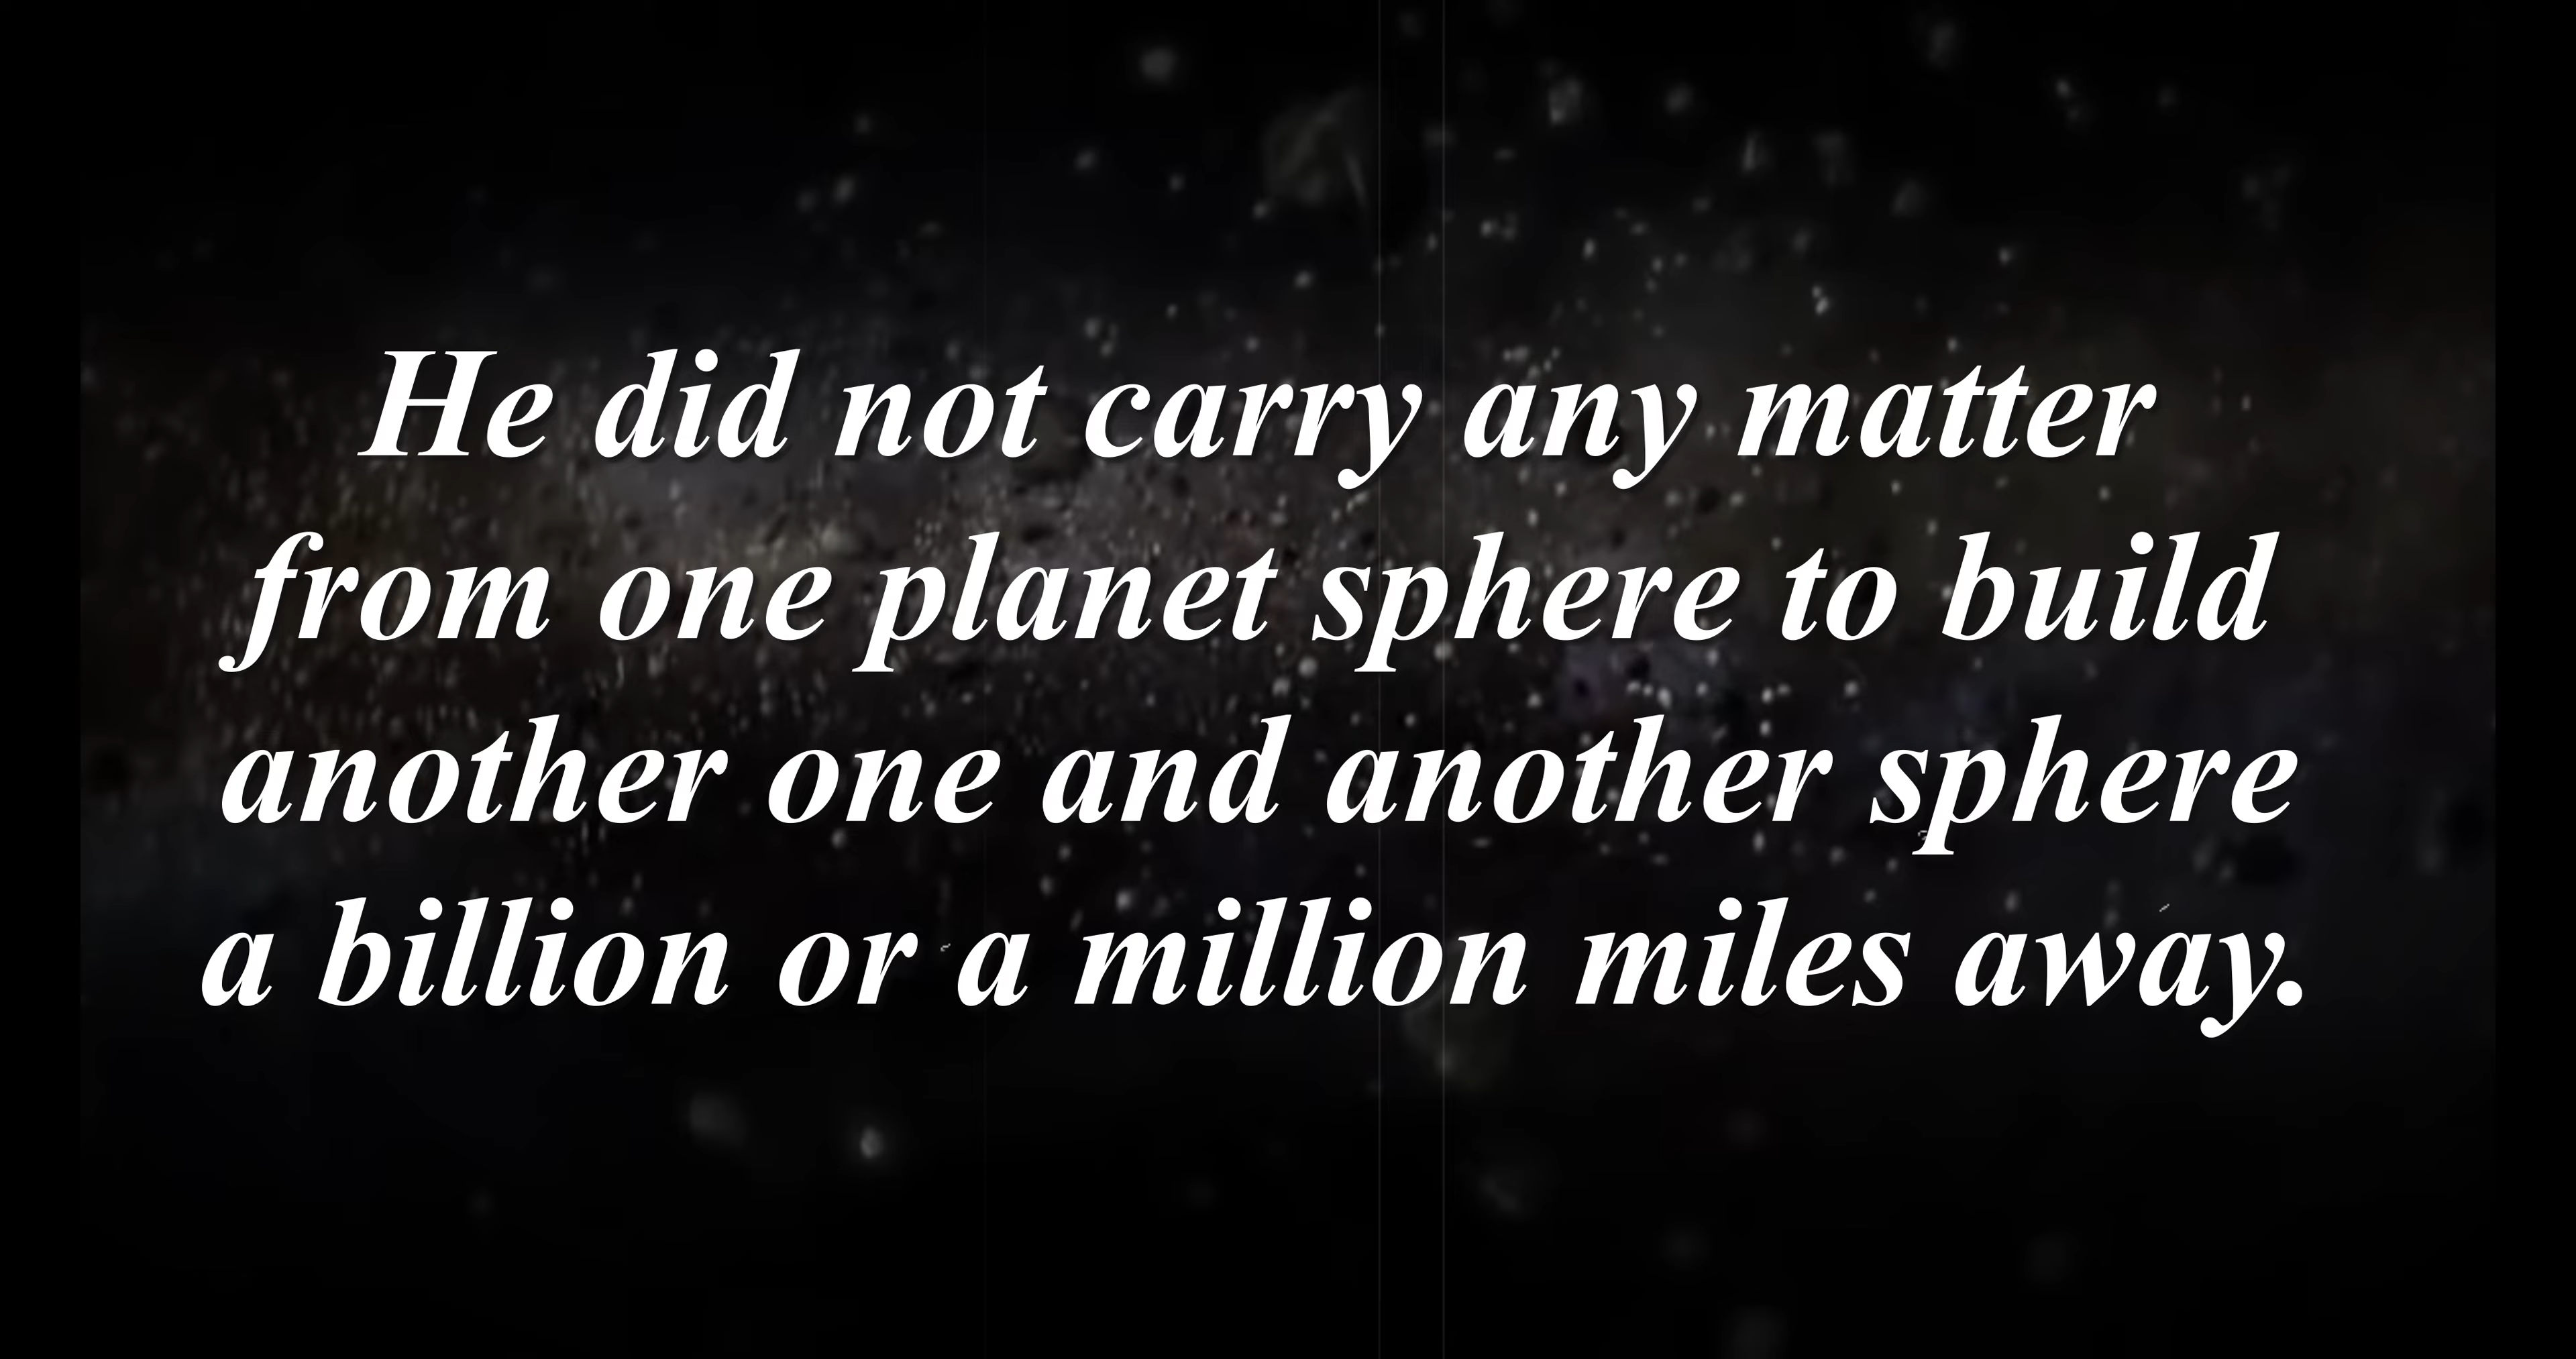 He did not carry any matter
from one planet sphere to build
another one and another sphere
a billion or a million miles away.